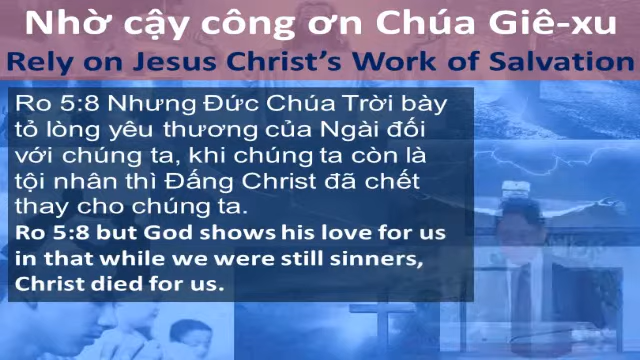 Nhờ cậy công ơn Chúa Giê-xu
Rely on Jesus Christ’s Work of Salvation
Ro 5:8 Nhưng Đức Chúa Trời bày
tỏ lòng yêu thương của Ngài đối
với chúng ta, khi chúng ta còn là
tội nhân thì Đấng Christ đã chết
thay cho chúng ta.
Ro 5:8 but God shows his love for us
in that while we were still sinners,
Christ died for us.